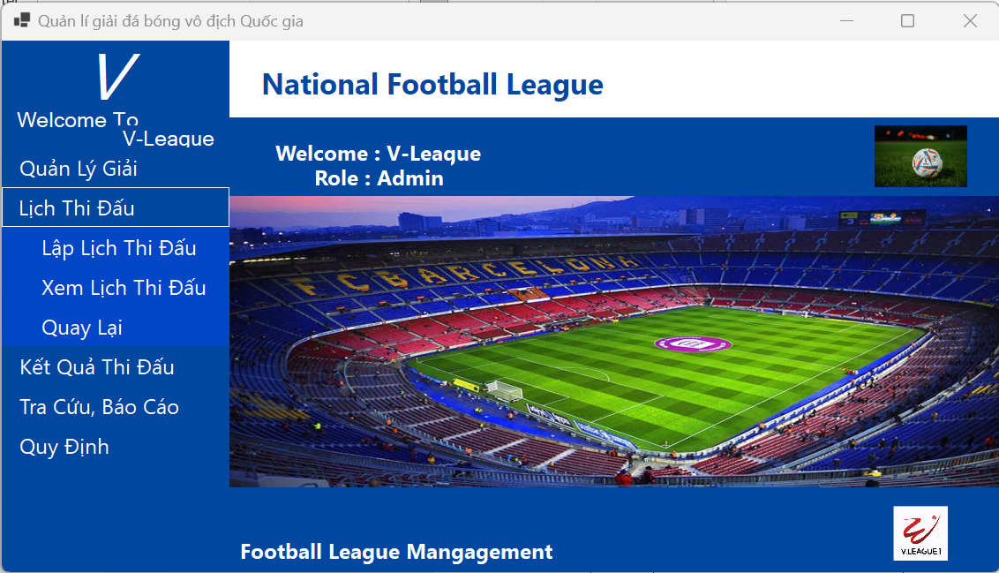 Quản lí giải đá bóng vô địch Quốc gia
V
Welcome To
V-League
Quản Lý Giải
Lịch Thi Đấu
Lập Lịch Thi Đấu
Xem Lịch Thi Đấu
Quay Lại
Kết Quả Thi Đấu
Tra Cứu, Báo Cáo
Quy Định
National Football League
Welcome : V-League
Role : Admin
FC BARCELONA
Football League Mangagement
V.LEAGUE 1